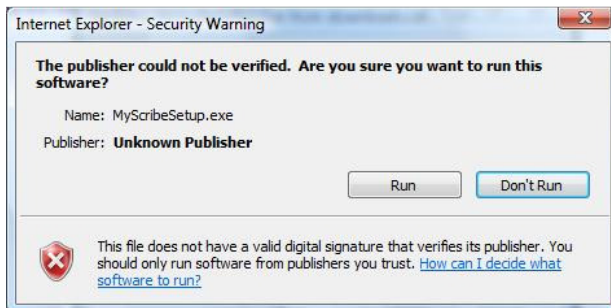 Internet Explorer - Security Warning
The publisher could not be verified.  Are you sure you want to run this
software?
Name: MyScribeSetup.exe
Publisher: Unknown Publisher
Run
Don't Run
This file does not have a valid digital signature that verifies its publisher. You
should only run software from publishers you trust. How can I decide what
software to run?